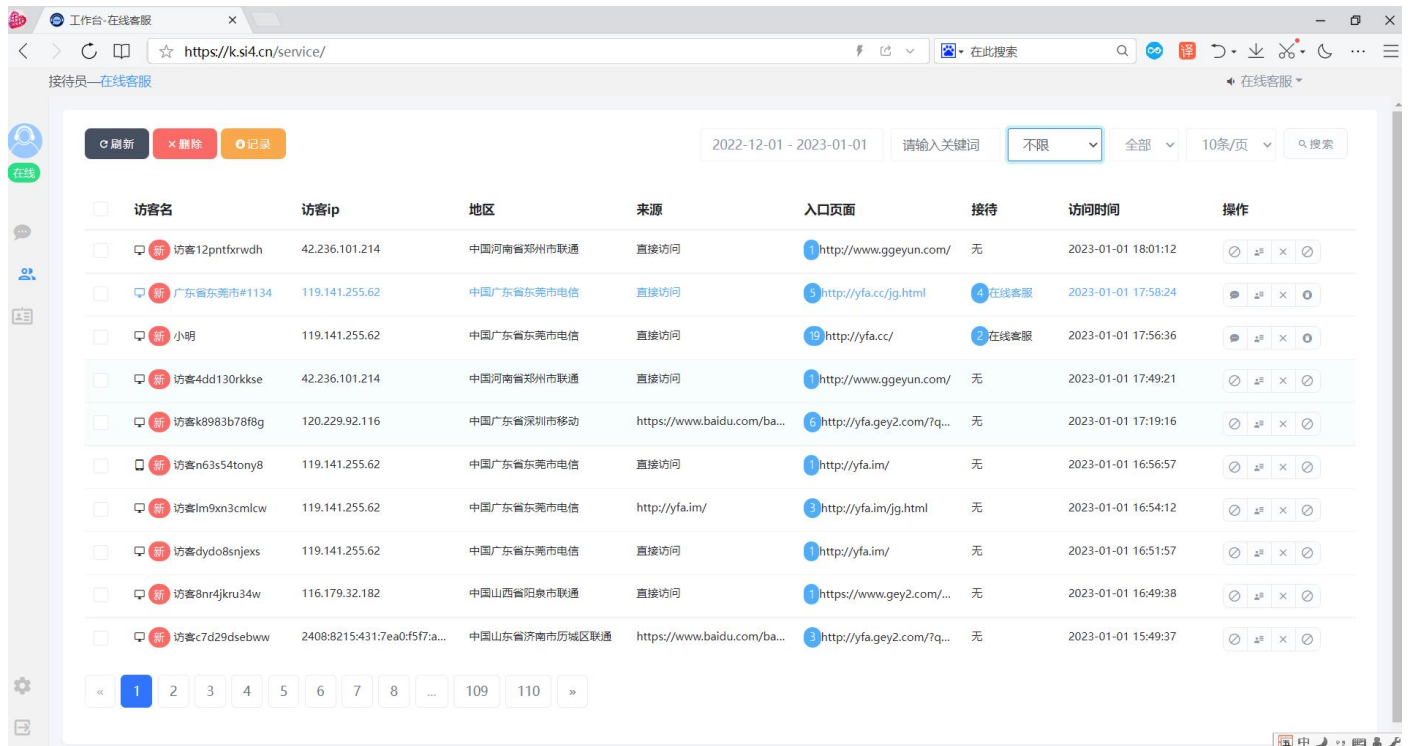 工作台-在线客服
https://k.si4.cn/service/
在此搜索
译
接待员—在线客服
在线客服
在线
刷新 删除 记录
2022-12-01 - 2023-01-01 请输入关键词 不限 全部 10条/页 搜索
访客名 访客ip 地区 来源 入口页面 接待 访问时间 操作
新 访客12pntfxrwdh 42.236.101.214 中国河南省郑州市联通 直接访问 1 http://www.ggeyun.com/ 无 2023-01-01 18:01:12
新 广东省东莞市#1134 119.141.255.62 中国广东省东莞市电信 直接访问 5 http://yfa.cc/jg.html 4 在线客服 2023-01-01 17:58:24
新 小明 119.141.255.62 中国广东省东莞市电信 直接访问 19 http://yfa.cc/ 2 在线客服 2023-01-01 17:56:36
新 访客4dd130rkkse 42.236.101.214 中国河南省郑州市联通 直接访问 1 http://www.ggeyun.com/ 无 2023-01-01 17:49:21
新 访客k8983b78f8g 120.229.92.116 中国广东省深圳市移动 https://www.baidu.com/ba... 6 http://yfa.gey2.com/?q... 无 2023-01-01 17:19:16
新 访客n63s54tony8 119.141.255.62 中国广东省东莞市电信 直接访问 1 http://yfa.im/ 无 2023-01-01 16:56:57
新 访客lm9xn3cmlcw 119.141.255.62 中国广东省东莞市电信 http://yfa.im/ 3 http://yfa.im/jg.html 无 2023-01-01 16:54:12
新 访客dydo8snjexs 119.141.255.62 中国广东省东莞市电信 直接访问 1 http://yfa.im/ 无 2023-01-01 16:51:57
新 访客8nr4jkru34w 116.179.32.182 中国山西省阳泉市联通 直接访问 1 https://www.gey2.com/... 无 2023-01-01 16:49:38
新 访客c7d29dsebww 2408:8215:431:7ea0:f5f7:a... 中国山东省济南市历城区联通 https://www.baidu.com/ba... 3 http://yfa.gey2.com/?q... 无 2023-01-01 15:49:37
« 1 2 3 4 5 6 7 8 ... 109 110 »
五 中